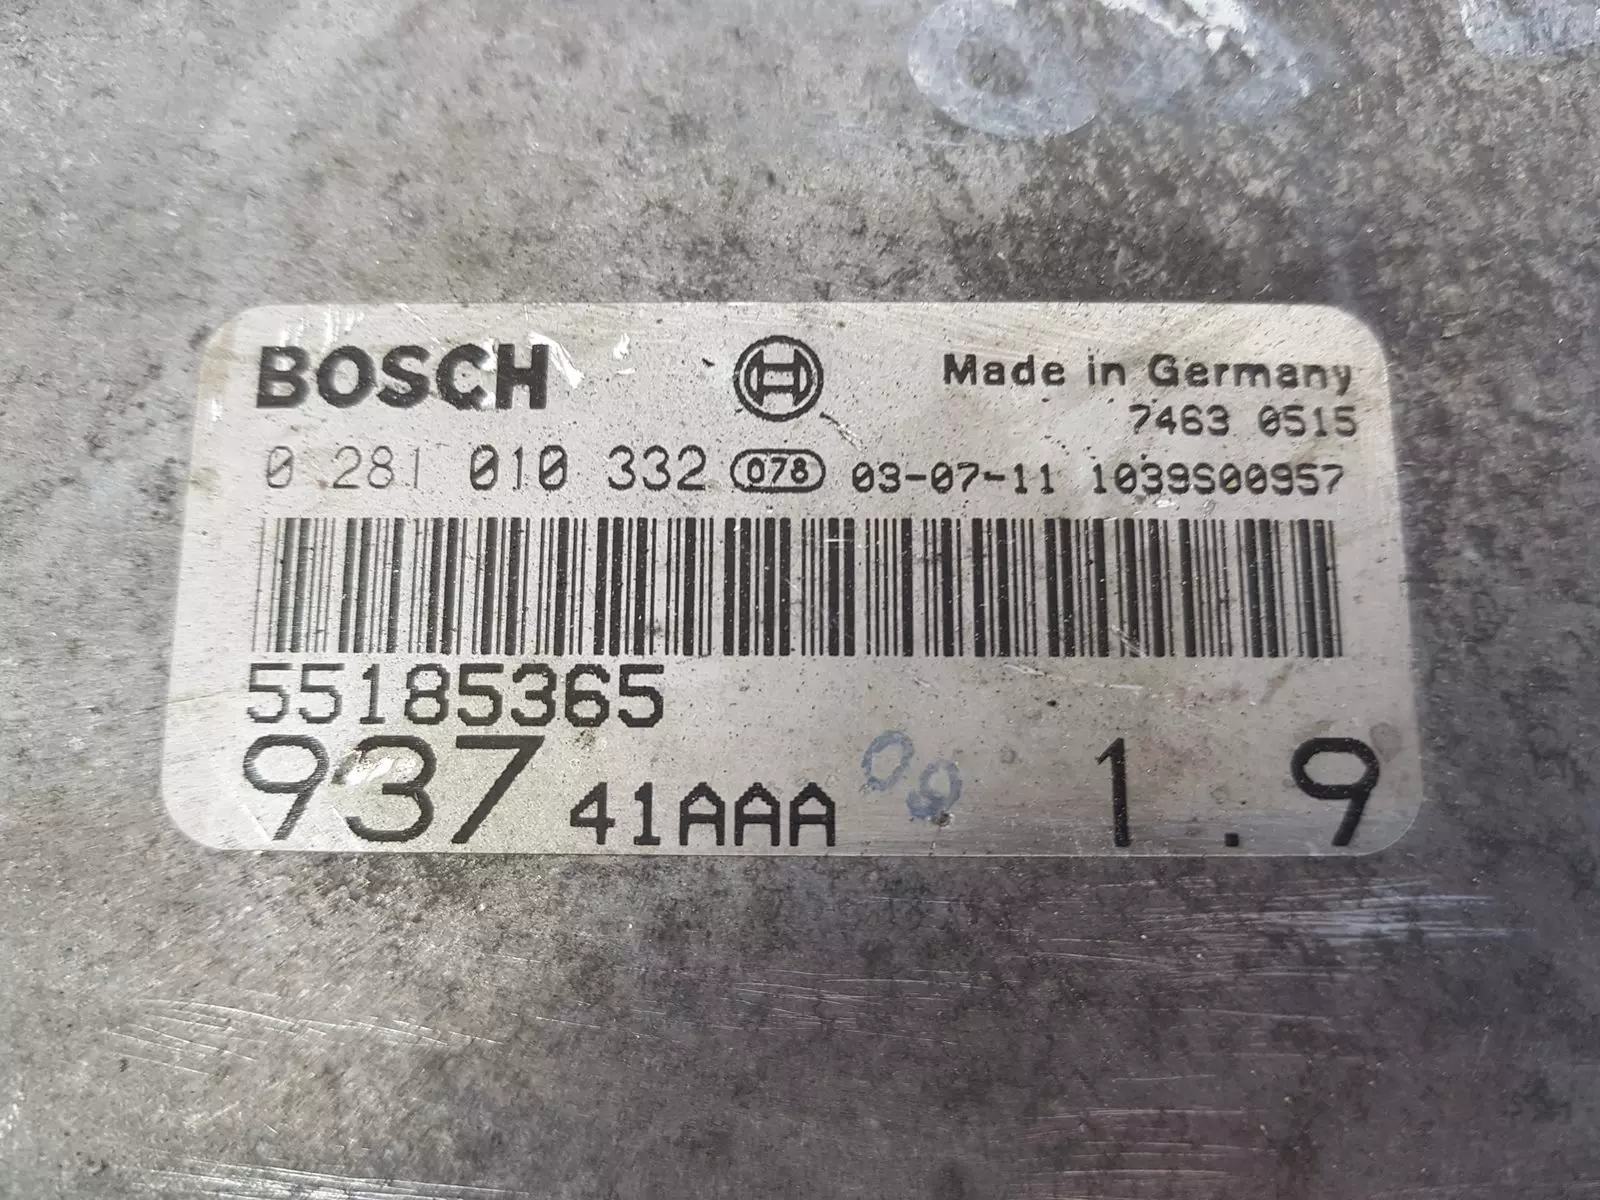 BOSCH
Made in Germany
7463 0515
0 281 010 332 078 03-07-11 1039S00957
55185365
937 41AAA 09 1.9